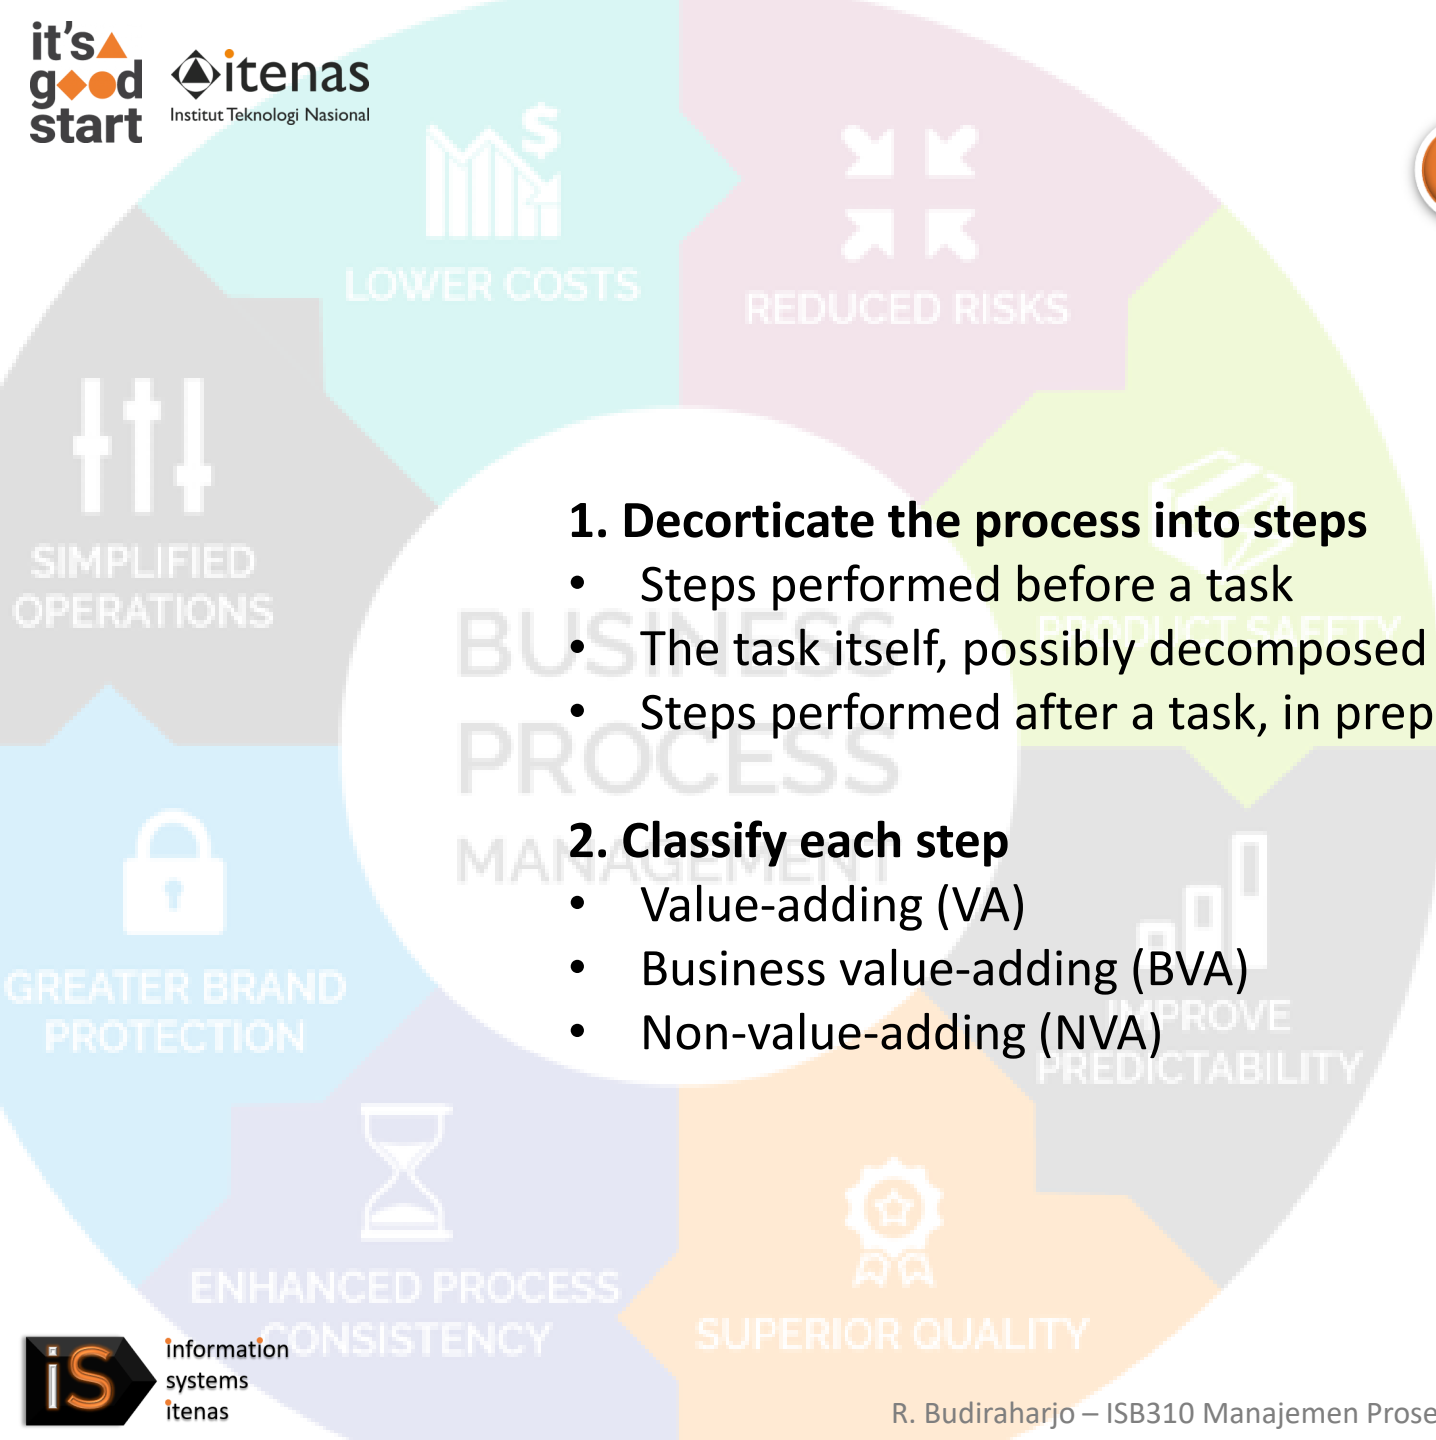 it's a
good
start
itenas
Institut Teknologi Nasional
LOWER COSTS
REDUCED RISKS
SIMPLIFIED
OPERATIONS
PRODUCT SAFETY
BUSINESS
PROCESS
MANAGEMENT
1. Decorticate the process into steps
• Steps performed before a task
• The task itself, possibly decomposed
• Steps performed after a task, in prep
2. Classify each step
• Value-adding (VA)
• Business value-adding (BVA)
• Non-value-adding (NVA)
GREATER BRAND
PROTECTION
IMPROVE
PREDICTABILITY
ENHANCED PROCESS
CONSISTENCY
SUPERIOR QUALITY
iS
information
systems
itenas
R. Budiraharjo – ISB310 Manajemen Prose